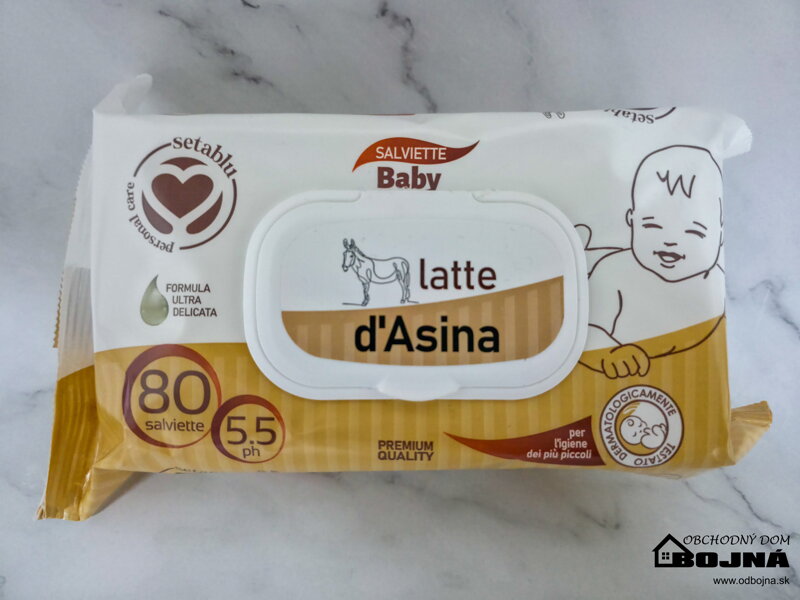 setablu
personal care
SALVIETTE
Baby
setablu
FORMULA
ULTRA
DELICATA
latte
d'Asina
80
salviette
5.5
ph
PREMIUM
QUALITY
per
l'igiene
dei più piccoli
DERMATOLOGICAMENTE
TESTATO
OBCHODNÝ DOM
BOJNÁ
www.odbojna.sk